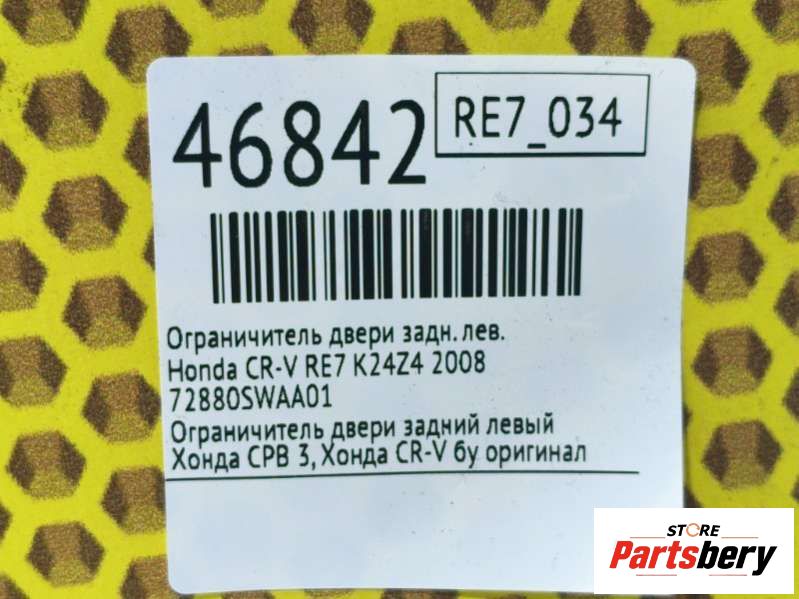 46842
RE7_034
Ограничитель двери задн. лев.
Honda CR-V RE7 K24Z4 2008
72880SWAA01
Ограничитель двери задний левый
Хонда СРВ 3, Хонда CR-V бу оригинал
STORE
Partsbery